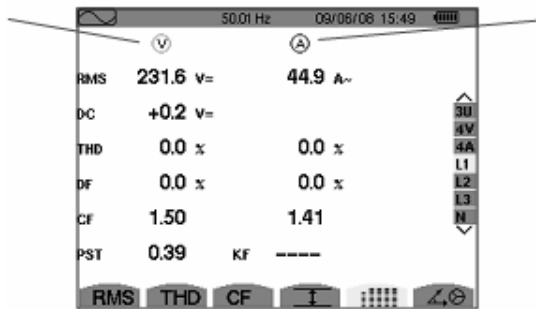 50.01 Hz 09/06/08 15:49
V A
RMS 231.6 V= 44.9 A~
DC +0.2 V=
THD 0.0 % 0.0 %
DF 0.0 % 0.0 %
CF 1.50 1.41
PST 0.39 KF ----
3U
4V
4A
L1
L2
L3
N
RMS THD CF